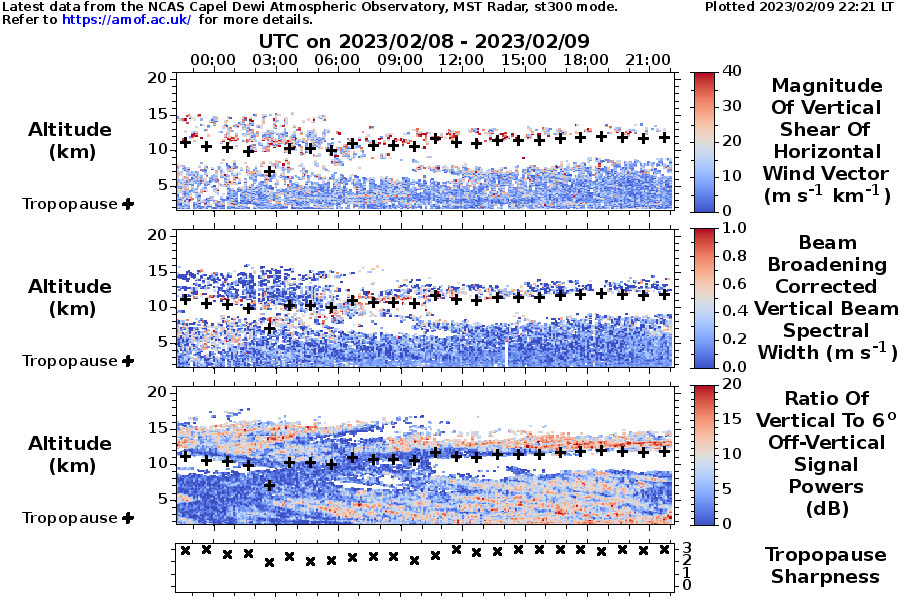 Latest data from the NCAS Capel Dewi Atmospheric Observatory, MST Radar, st300 mode.
Plotted 2023/02/09 22:21 LT
Refer to https://amof.ac.uk/ for more details.
UTC on 2023/02/08 - 2023/02/09
00:00 03:00 06:00 09:00 12:00 15:00 18:00 21:00
Altitude
(km)
Tropopause
20
15
10
5
40
30
20
10
0
Magnitude
Of Vertical
Shear Of
Horizontal
Wind Vector
(m s⁻¹ km⁻¹)
Altitude
(km)
Tropopause
20
15
10
5
1.0
0.8
0.6
0.4
0.2
0.0
Beam
Broadening
Corrected
Vertical Beam
Spectral
Width (m s⁻¹)
Altitude
(km)
Tropopause
20
15
10
5
20
15
10
5
0
Ratio Of
Vertical To 6°
Off-Vertical
Signal
Powers
(dB)
3
2
1
0
Tropopause
Sharpness